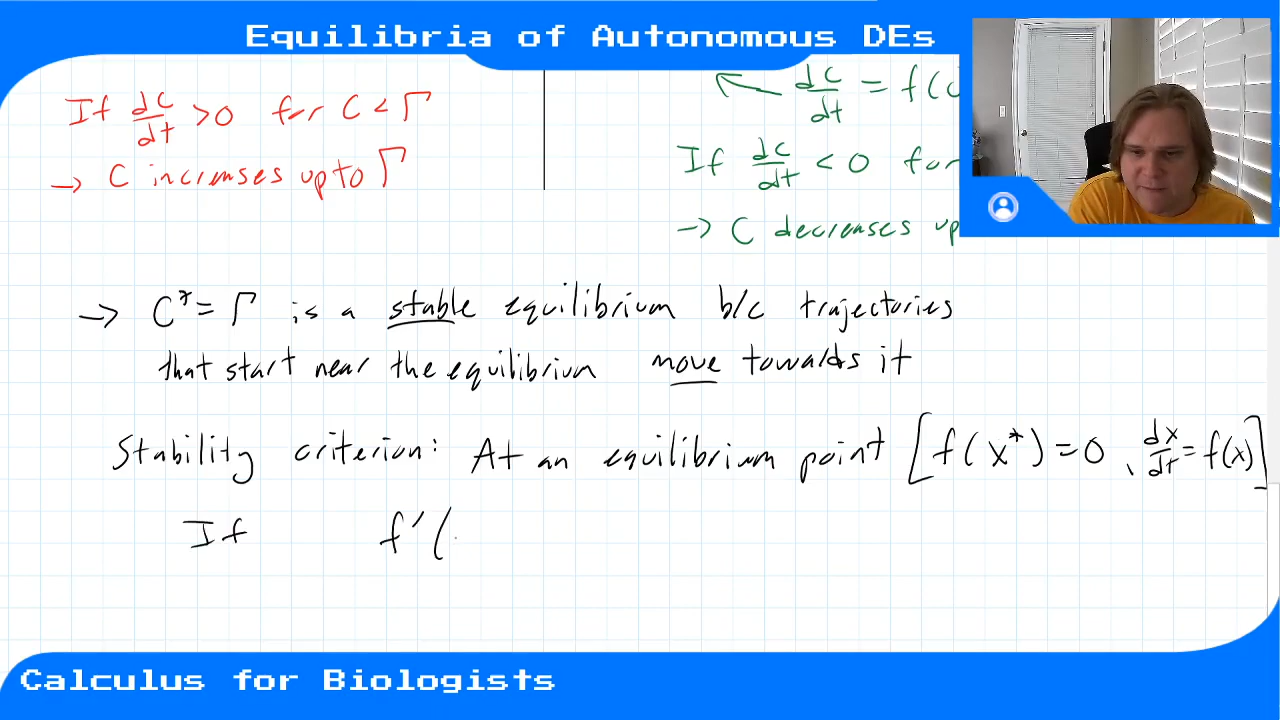 Equilibria of Autonomous DEs
If dc/dt > 0 for C < Γ
→ C increases up to Γ
dc/dt = f(c
If dc/dt < 0 for
→ C decreases up
→ C* = Γ is a stable equilibrium b/c trajectories
that start near the equilibrium move towards it
Stability criterion: At an equilibrium point [f(x*) = 0, dx/dt = f(x)]
If f'(
Calculus for Biologists